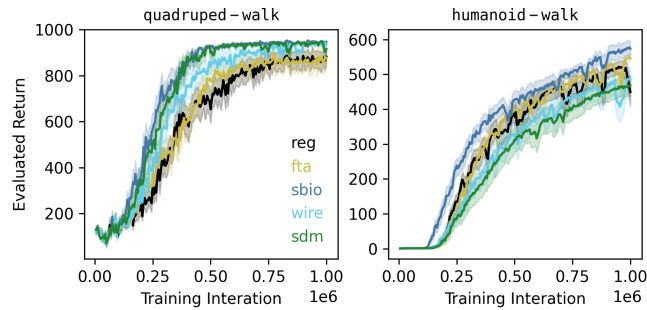 quadruped-walk
humanoid-walk
Evaluated Return
1000
800
600
400
200
reg
fta
sbio
wire
sdm
0.00 0.25 0.50 0.75 1.00
1e6
Training Interation
600
500
400
300
200
100
0
0.00 0.25 0.50 0.75 1.00
1e6
Training Interation